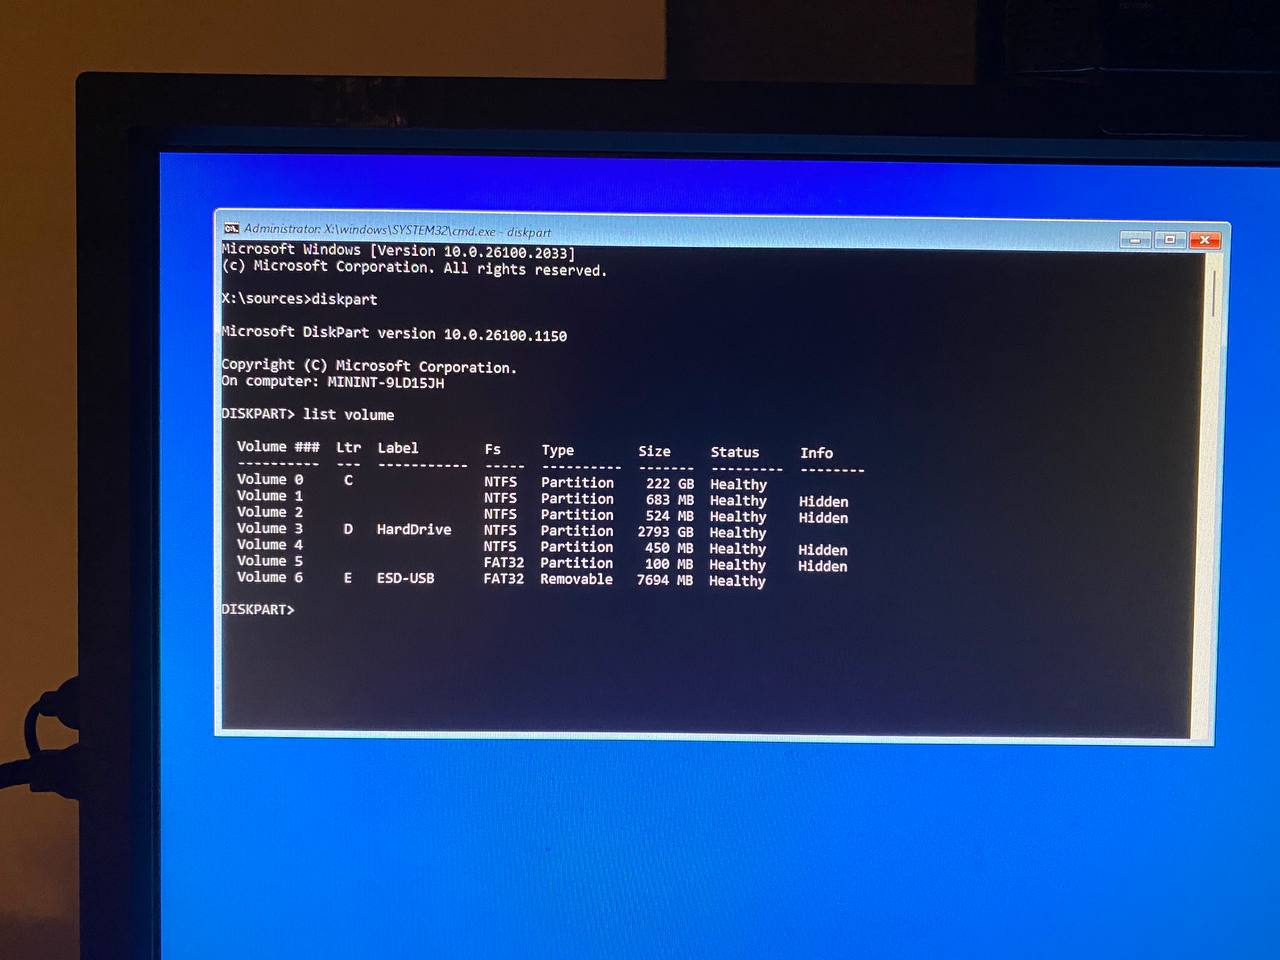 Administrator: X:\windows\SYSTEM32\cmd.exe - diskpart
Microsoft Windows [Version 10.0.26100.2033]
(c) Microsoft Corporation. All rights reserved.
X:\sources>diskpart
Microsoft DiskPart version 10.0.26100.1150
Copyright (C) Microsoft Corporation.
On computer: MININT-9LD15JH
DISKPART> list volume
Volume ### Ltr Label Fs Type Size Status Info
---------- --- ----------- ----- ---------- ------- --------- --------
Volume 0 C NTFS Partition 222 GB Healthy
Volume 1 NTFS Partition 683 MB Healthy Hidden
Volume 2 NTFS Partition 524 MB Healthy Hidden
Volume 3 D HardDrive NTFS Partition 2793 GB Healthy
Volume 4 NTFS Partition 450 MB Healthy Hidden
Volume 5 FAT32 Partition 100 MB Healthy Hidden
Volume 6 E ESD-USB FAT32 Removable 7694 MB Healthy
DISKPART>